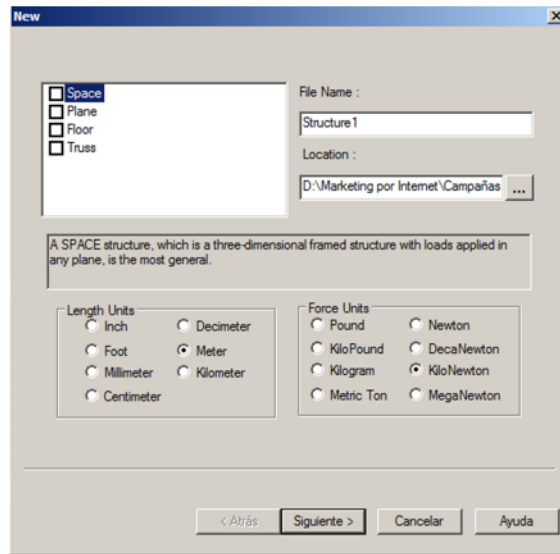 New
Space
Plane
Floor
Truss
File Name :
Structure1
Location :
D:\Marketing por Internet\Campañas
...
A SPACE structure, which is a three-dimensional framed structure with loads applied in
any plane, is the most general.
Length Units
Inch
Decimeter
Foot
Meter
Millimeter
Kilometer
Centimeter
Force Units
Pound
Newton
KiloPound
DecaNewton
Kilogram
KiloNewton
Metric Ton
MegaNewton
< Atrás
Siguiente >
Cancelar
Ayuda